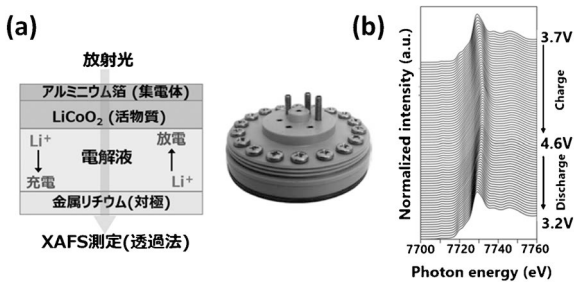 (a)
放射光
アルミニウム箔 (集電体)
LiCoO₂ (活物質)
Li⁺
放電
電解液
充電
Li⁺
金属リチウム(対極)
XAFS測定(透過法)
(b)
Normalized intensity (a.u.)
3.7V
Charge
4.6V
Discharge
3.2V
7700 7720 7740 7760
Photon energy (eV)